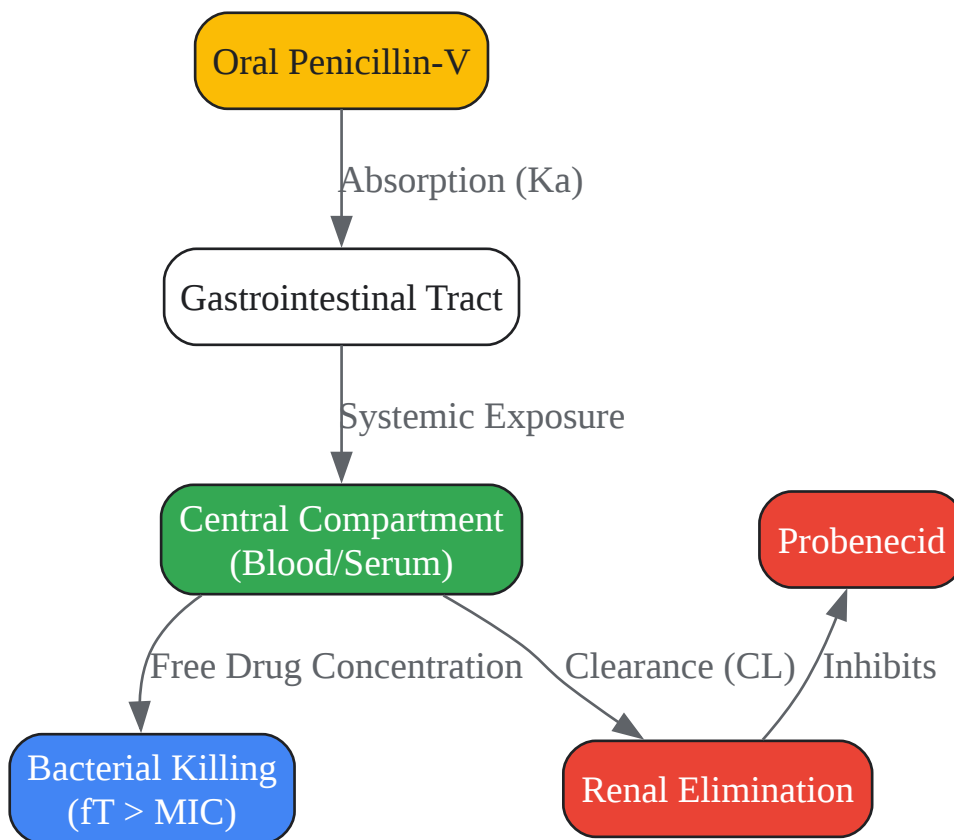 Oral Penicillin-V
Absorption (Ka)
Gastrointestinal Tract
Systemic Exposure
Central Compartment
(Blood/Serum)
Probenecid
Free Drug Concentration
Clearance (CL)
Inhibits
Bacterial Killing
(fT > MIC)
Renal Elimination